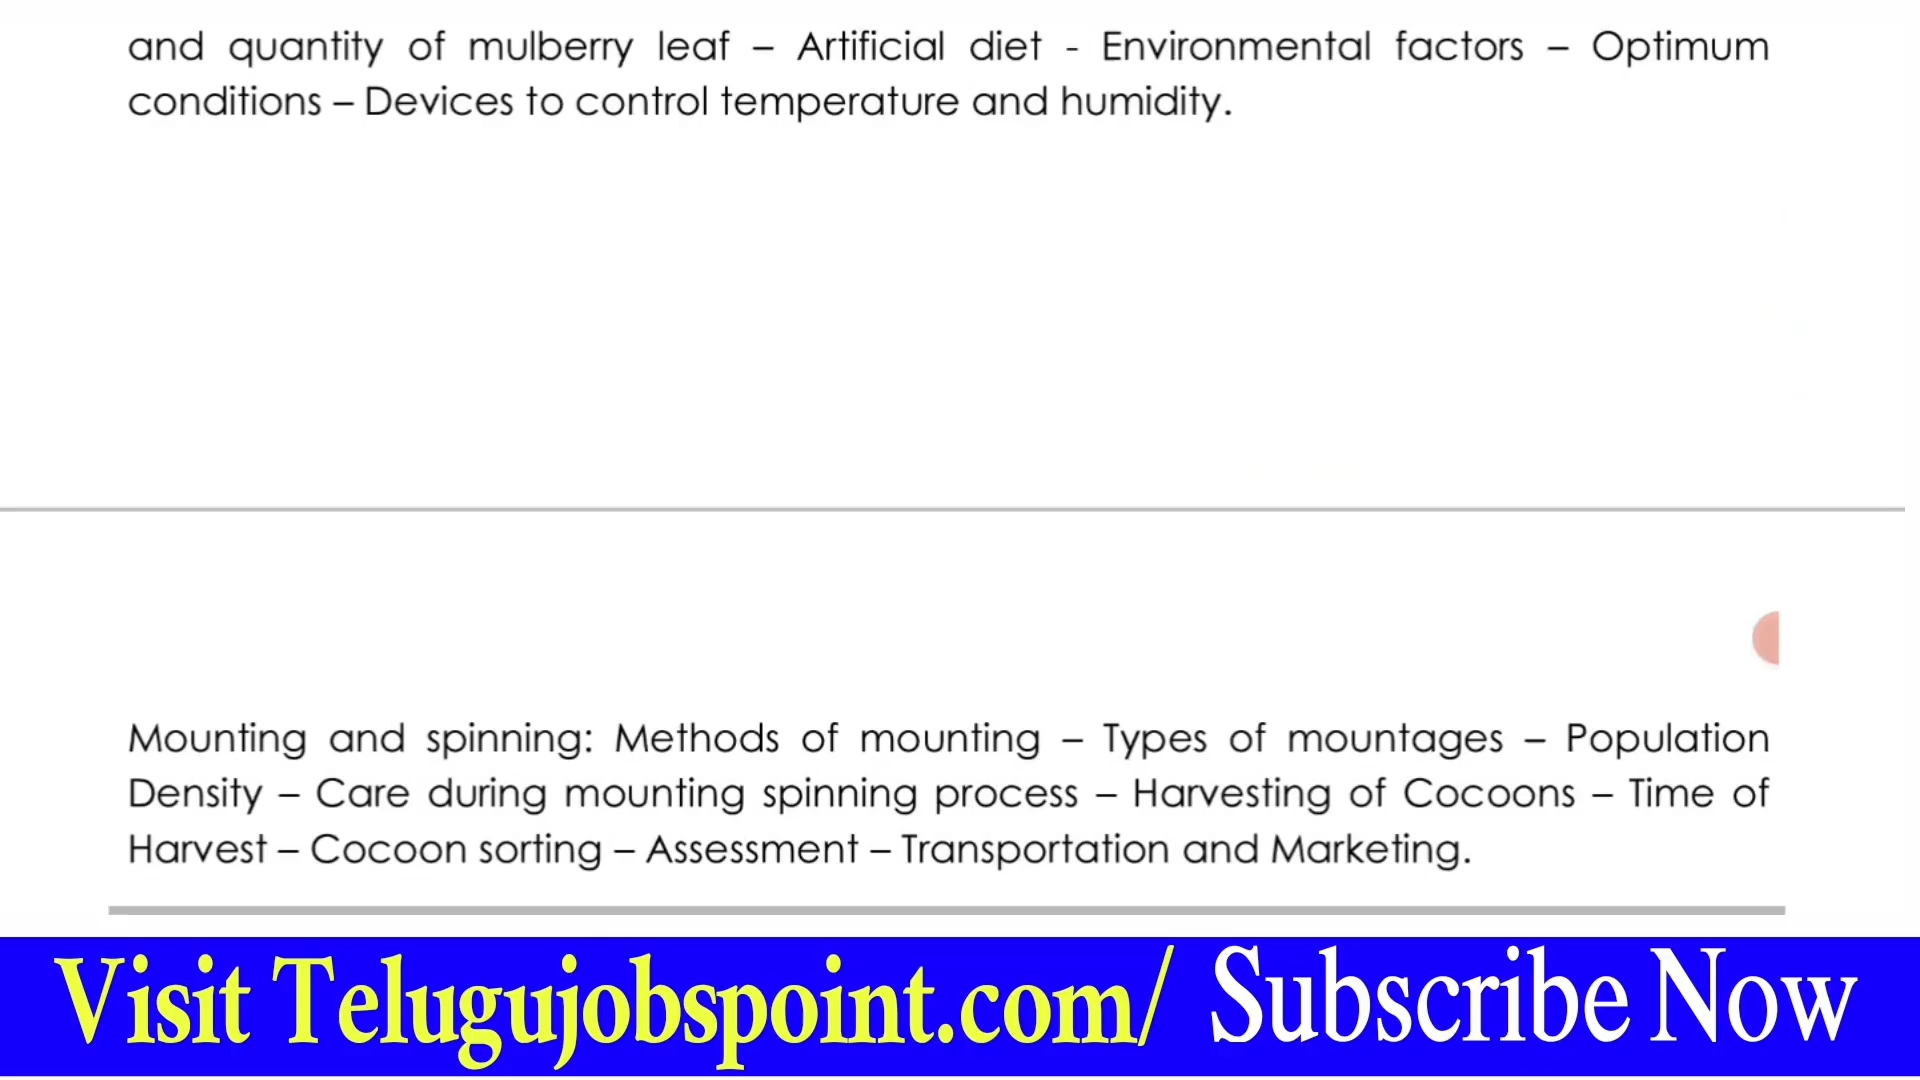 and quantity of mulberry leaf – Artificial diet - Environmental factors – Optimum
conditions – Devices to control temperature and humidity.
Mounting and spinning: Methods of mounting – Types of mountages – Population
Density – Care during mounting spinning process – Harvesting of Cocoons – Time of
Harvest – Cocoon sorting – Assessment – Transportation and Marketing.
Visit Telugujobspoint.com/ Subscribe Now